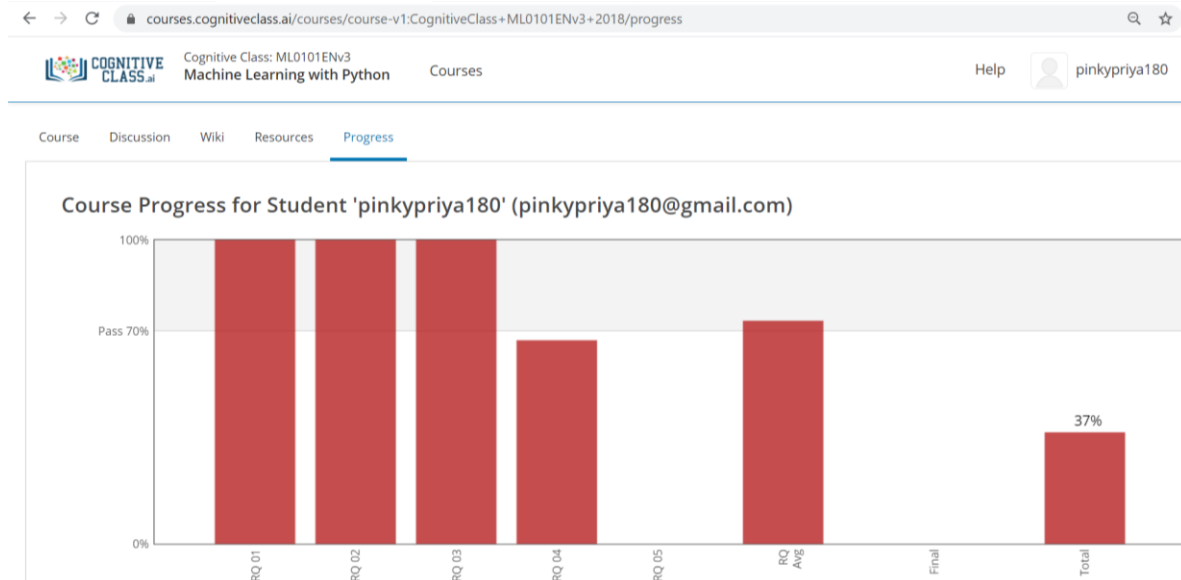 courses.cognitiveclass.ai/courses/course-v1:CognitiveClass+ML0101ENv3+2018/progress
COGNITIVE
CLASS.ai
Cognitive Class: ML0101ENv3
Machine Learning with Python
Courses
Help
pinkypriya180
Course
Discussion
Wiki
Resources
Progress
Course Progress for Student 'pinkypriya180' (pinkypriya180@gmail.com)
100%
Pass 70%
37%
0%
RQ 01
RQ 02
RQ 03
RQ 04
RQ 05
RQ
Avg
Final
Total